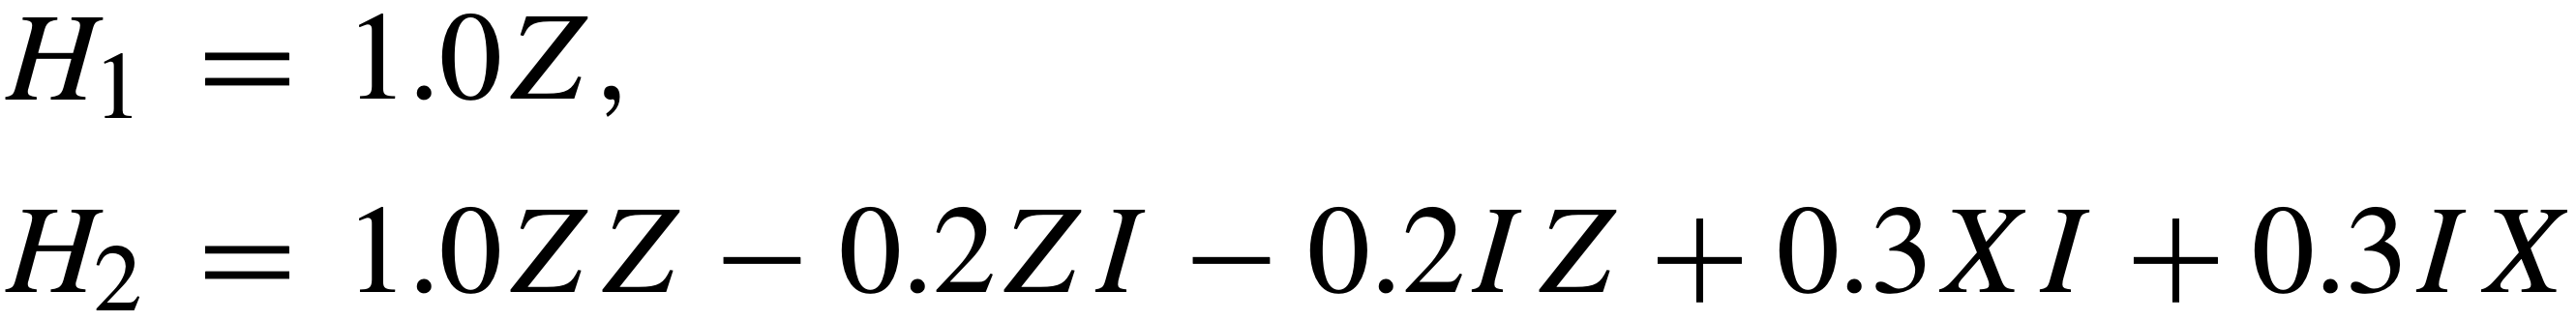 H₁ = 1.0Z,
H₂ = 1.0ZZ − 0.2ZI − 0.2IZ + 0.3XI + 0.3IX